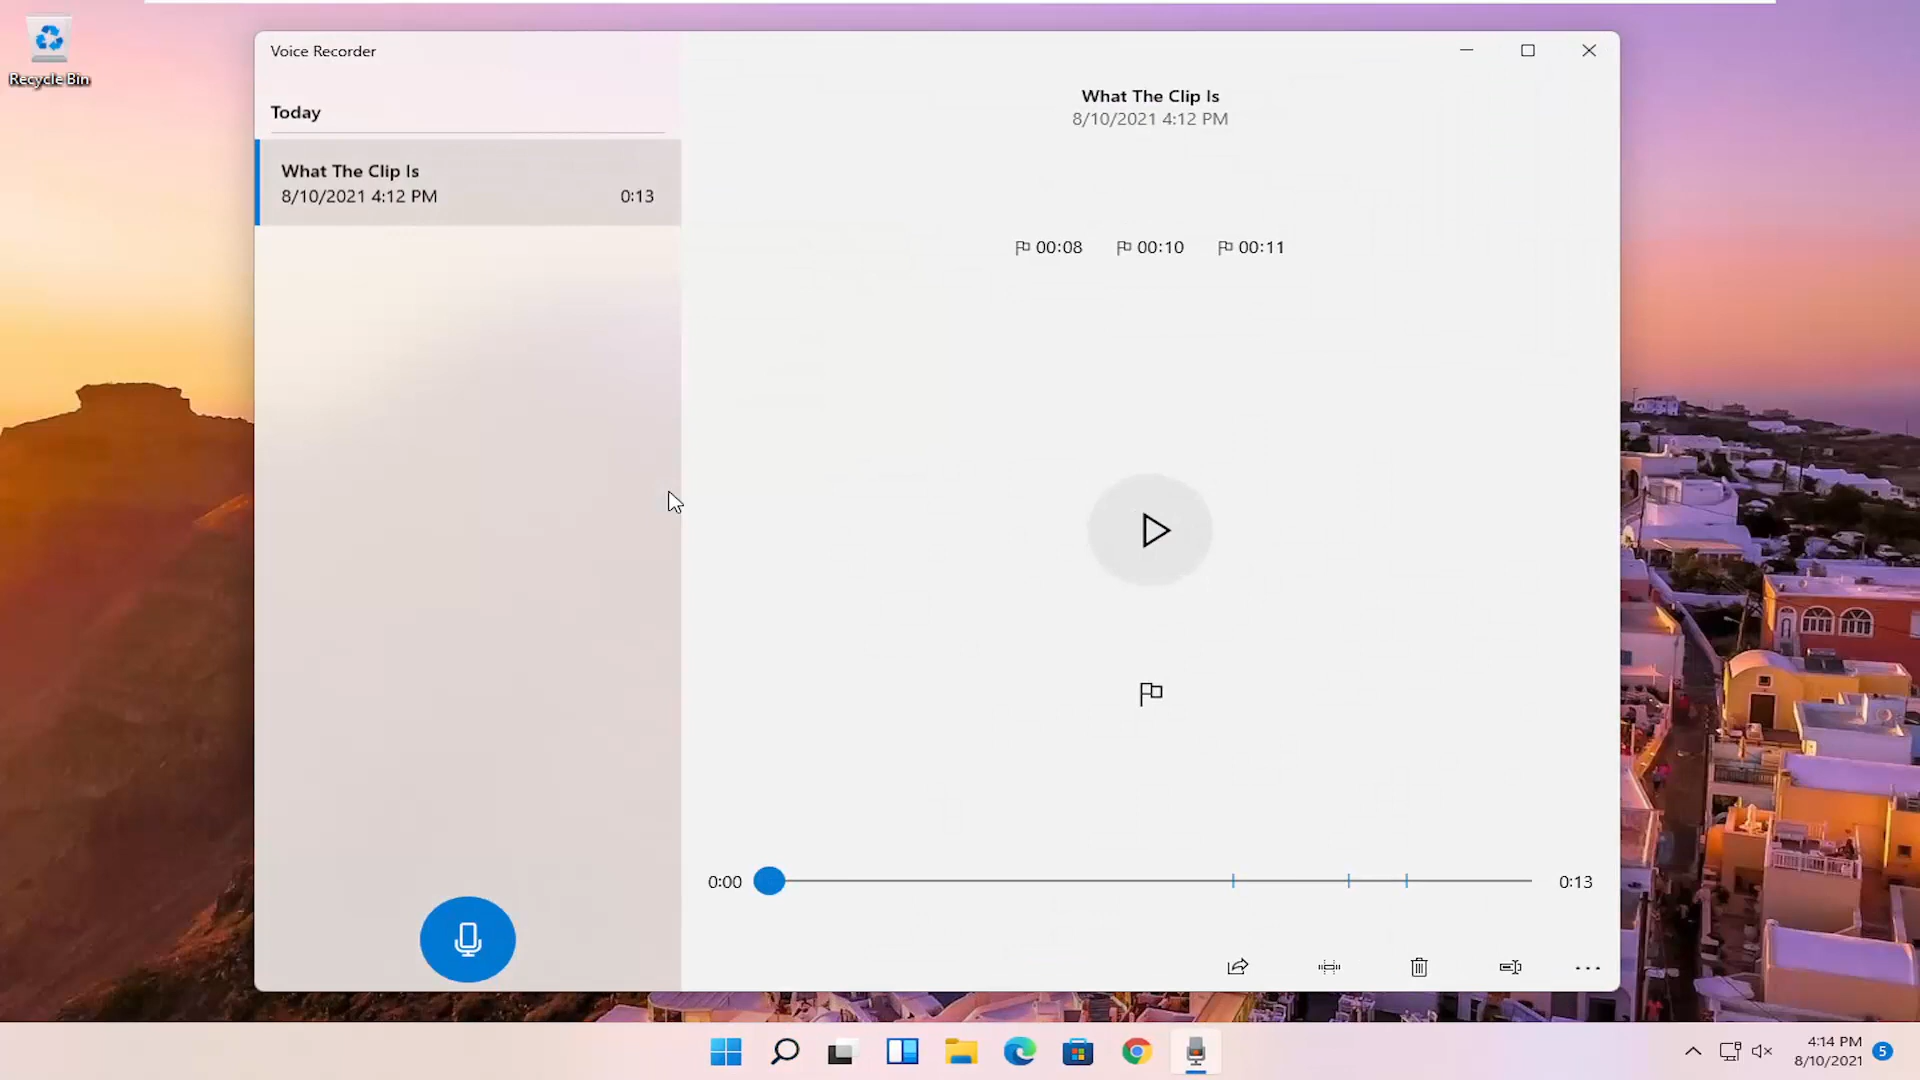 Recycle Bin
Voice Recorder
Today
What The Clip Is
8/10/2021 4:12 PM
0:13
What The Clip Is
8/10/2021 4:12 PM
00:08
00:10
00:11
0:00
0:13
4:14 PM
8/10/2021
5